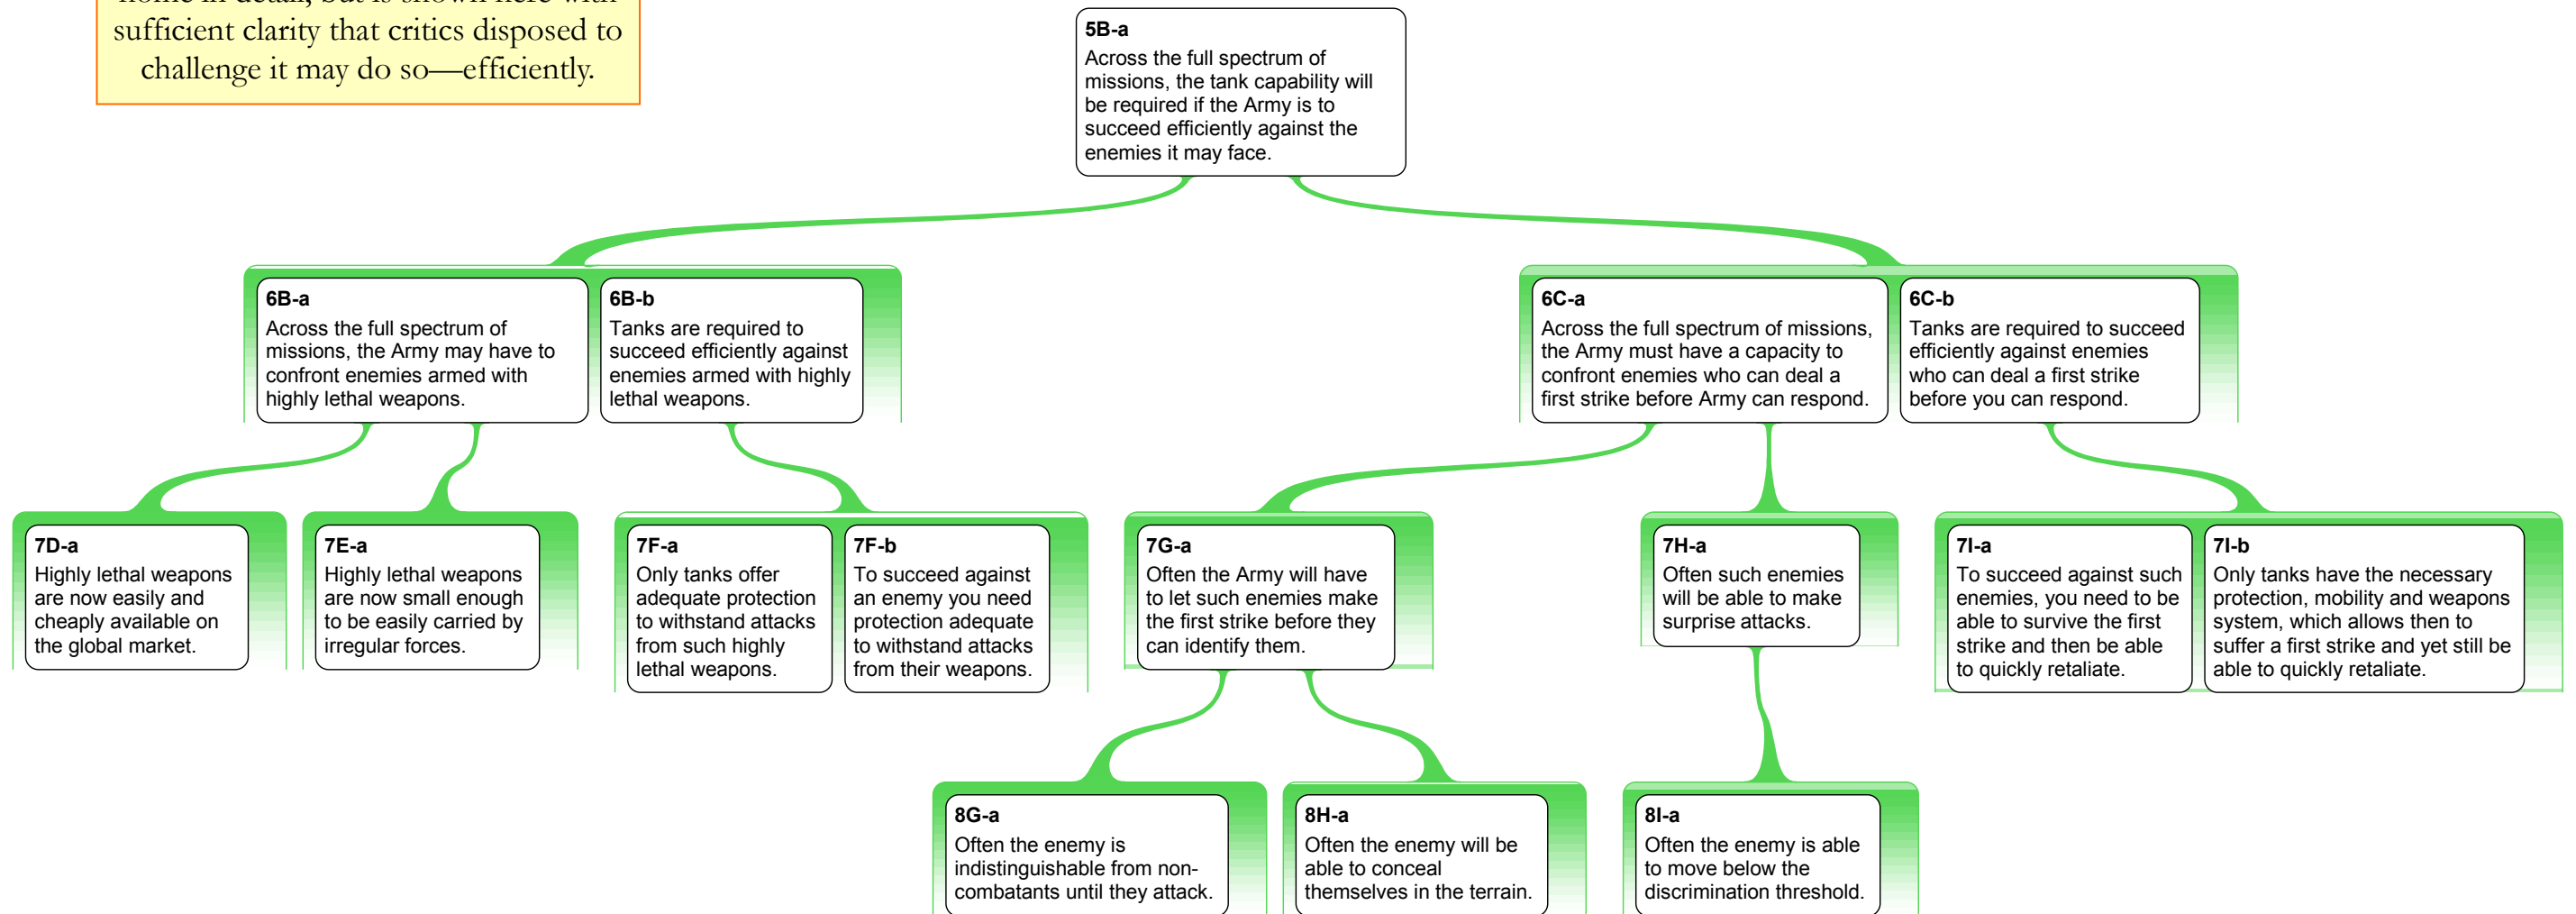 home in detail, but is shown here with
sufficient clarity that critics disposed to
challenge it may do so—efficiently.
5B-a
Across the full spectrum of
missions, the tank capability will
be required if the Army is to
succeed efficiently against the
enemies it may face.
6B-a
Across the full spectrum of
missions, the Army may have to
confront enemies armed with
highly lethal weapons.
6B-b
Tanks are required to
succeed efficiently against
enemies armed with highly
lethal weapons.
6C-a
Across the full spectrum of missions,
the Army must have a capacity to
confront enemies who can deal a
first strike before Army can respond.
6C-b
Tanks are required to succeed
efficiently against enemies
who can deal a first strike
before you can respond.
7D-a
Highly lethal weapons
are now easily and
cheaply available on
the global market.
7E-a
Highly lethal weapons
are now small enough
to be easily carried by
irregular forces.
7F-a
Only tanks offer
adequate protection
to withstand attacks
from such highly
lethal weapons.
7F-b
To succeed against
an enemy you need
protection adequate
to withstand attacks
from their weapons.
7G-a
Often the Army will have
to let such enemies make
the first strike before they
can identify them.
7H-a
Often such enemies
will be able to make
surprise attacks.
7I-a
To succeed against such
enemies, you need to be
able to survive the first
strike and then be able
to quickly retaliate.
7I-b
Only tanks have the necessary
protection, mobility and weapons
system, which allows then to
suffer a first strike and yet still be
able to quickly retaliate.
8G-a
Often the enemy is
indistinguishable from non-
combatants until they attack.
8H-a
Often the enemy will be
able to conceal
themselves in the terrain.
8I-a
Often the enemy is able
to move below the
discrimination threshold.